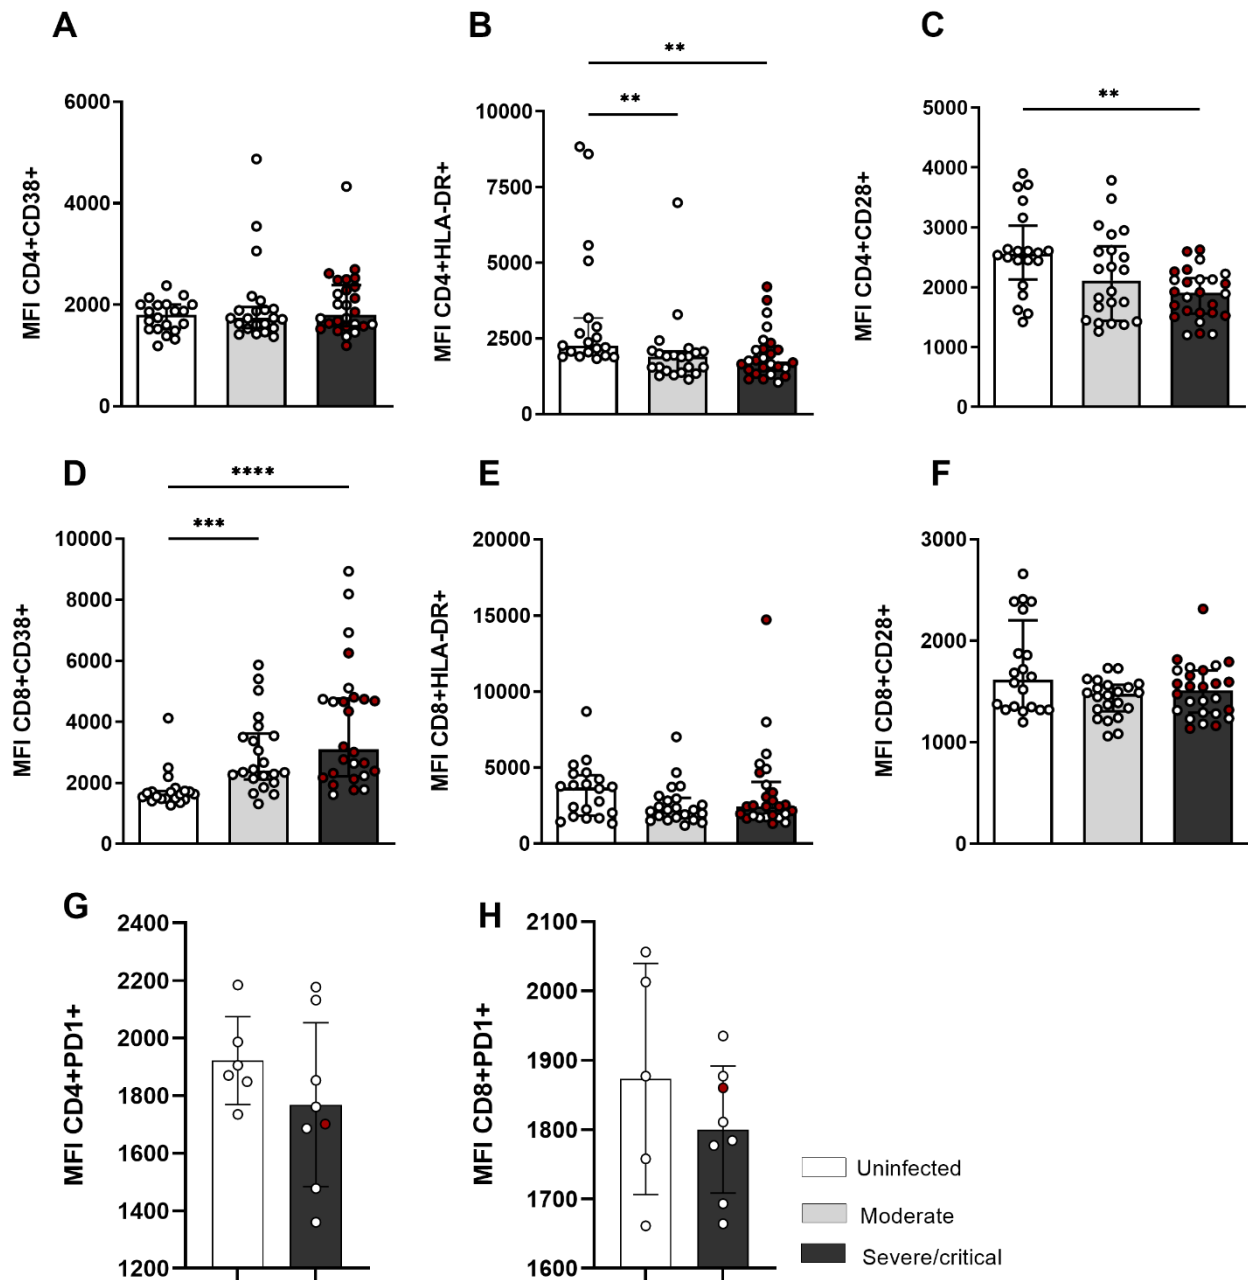 A
MFI CD4+CD38+
6000
4000
2000
0
B
MFI CD4+HLA-DR+
**
**
10000
7500
5000
2500
0
C
MFI CD4+CD28+
**
5000
4000
3000
2000
1000
0
D
MFI CD8+CD38+
****
***
10000
8000
6000
4000
2000
0
E
MFI CD8+HLA-DR+
20000
15000
10000
5000
0
F
MFI CD8+CD28+
3000
2000
1000
0
G
MFI CD4+PD1+
2400
2200
2000
1800
1600
1400
1200
H
MFI CD8+PD1+
2100
2000
1900
1800
1700
1600
Uninfected
Moderate
Severe/critical